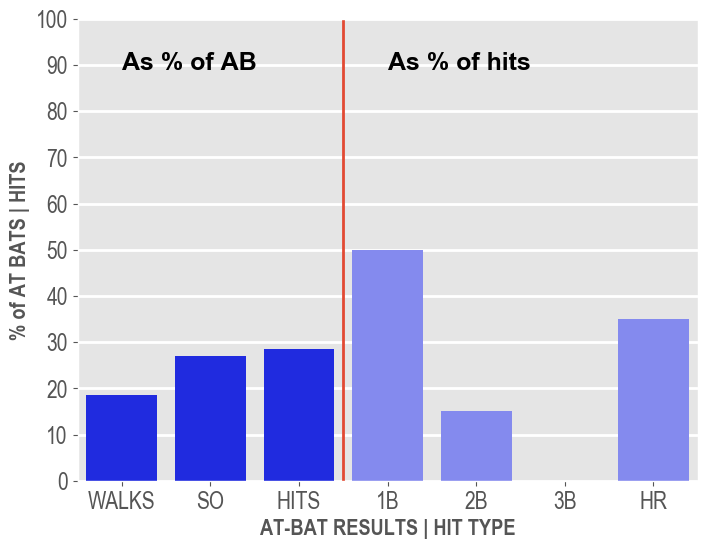 As % of AB
As % of hits
100
90
80
70
60
50
40
30
20
10
0
% of AT BATS | HITS
WALKS SO HITS 1B 2B 3B HR
AT-BAT RESULTS | HIT TYPE